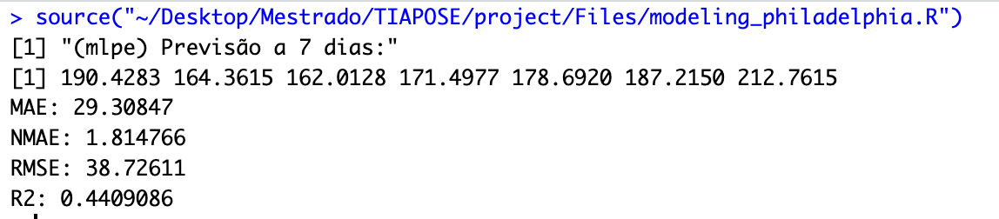 > source("~/Desktop/Mestrado/TIAPOSE/project/Files/modeling_philadelphia.R")
[1] "(mlpe) Previsão a 7 dias:"
[1] 190.4283 164.3615 162.0128 171.4977 178.6920 187.2150 212.7615
MAE: 29.30847
NMAE: 1.814766
RMSE: 38.72611
R2: 0.4409086